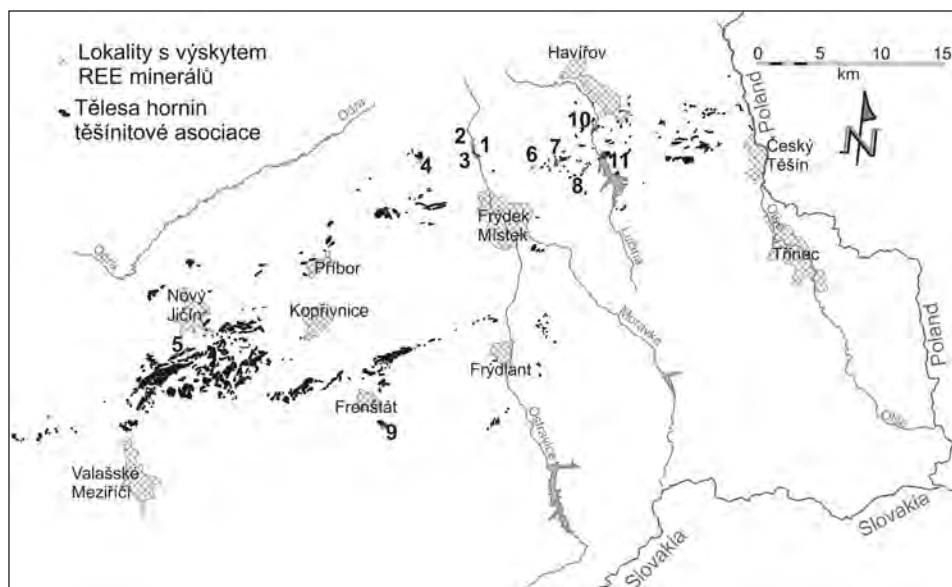 Lokality s výskytem
REE minerálů
Tělesa hornin
těšínitové asociace
Odra
Havířov
0 5 10 15
km
Poland
Český
Těšín
10
2
1
3
4
6
7
8
11
Frýdek -
Místek
Lučina
Olše
Třinec
Poland
Odra
Příbor
Nový
Jičín
Kopřivnice
5
Morávka
Frýdlant
Frenštát
9
Ostravice
Olše
Valašské
Meziříčí
Slovakia
Slovakia